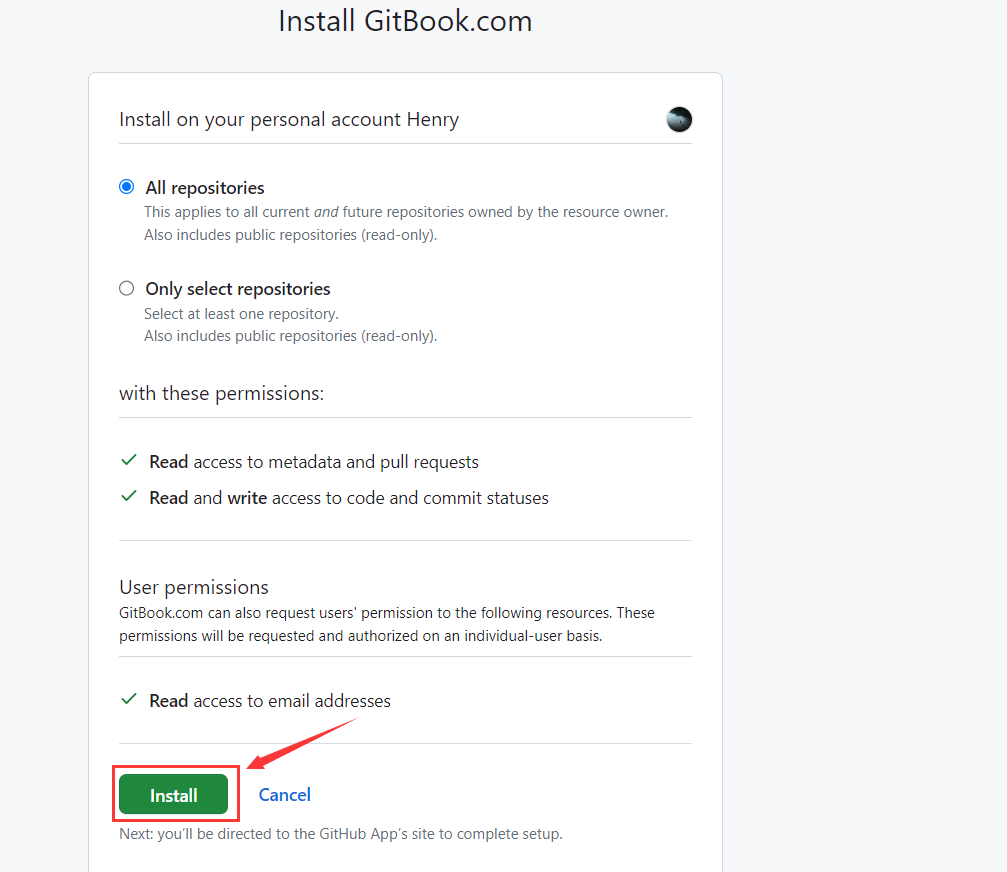 Install GitBook.com
Install on your personal account Henry
All repositories
This applies to all current and future repositories owned by the resource owner.
Also includes public repositories (read-only).
Only select repositories
Select at least one repository.
Also includes public repositories (read-only).
with these permissions:
Read access to metadata and pull requests
Read and write access to code and commit statuses
User permissions
GitBook.com can also request users' permission to the following resources. These
permissions will be requested and authorized on an individual-user basis.
Read access to email addresses
Install Cancel
Next: you'll be directed to the GitHub App's site to complete setup.